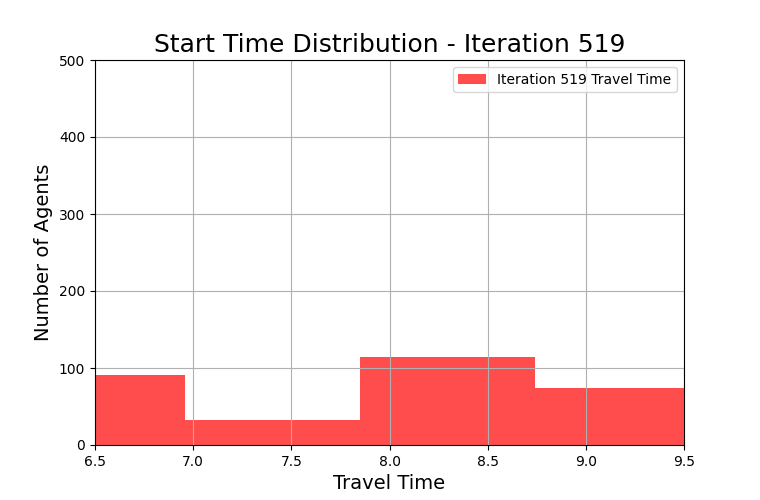 Start Time Distribution - Iteration 519
Iteration 519 Travel Time
Number of Agents
500
400
300
200
100
0
6.5 7.0 7.5 8.0 8.5 9.0 9.5
Travel Time